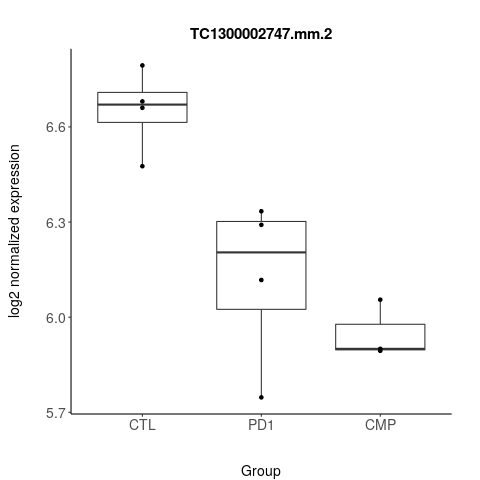 TC1300002747.mm.2
log2 normalized expression
6.6
6.3
6.0
5.7
CTL PD1 CMP
Group